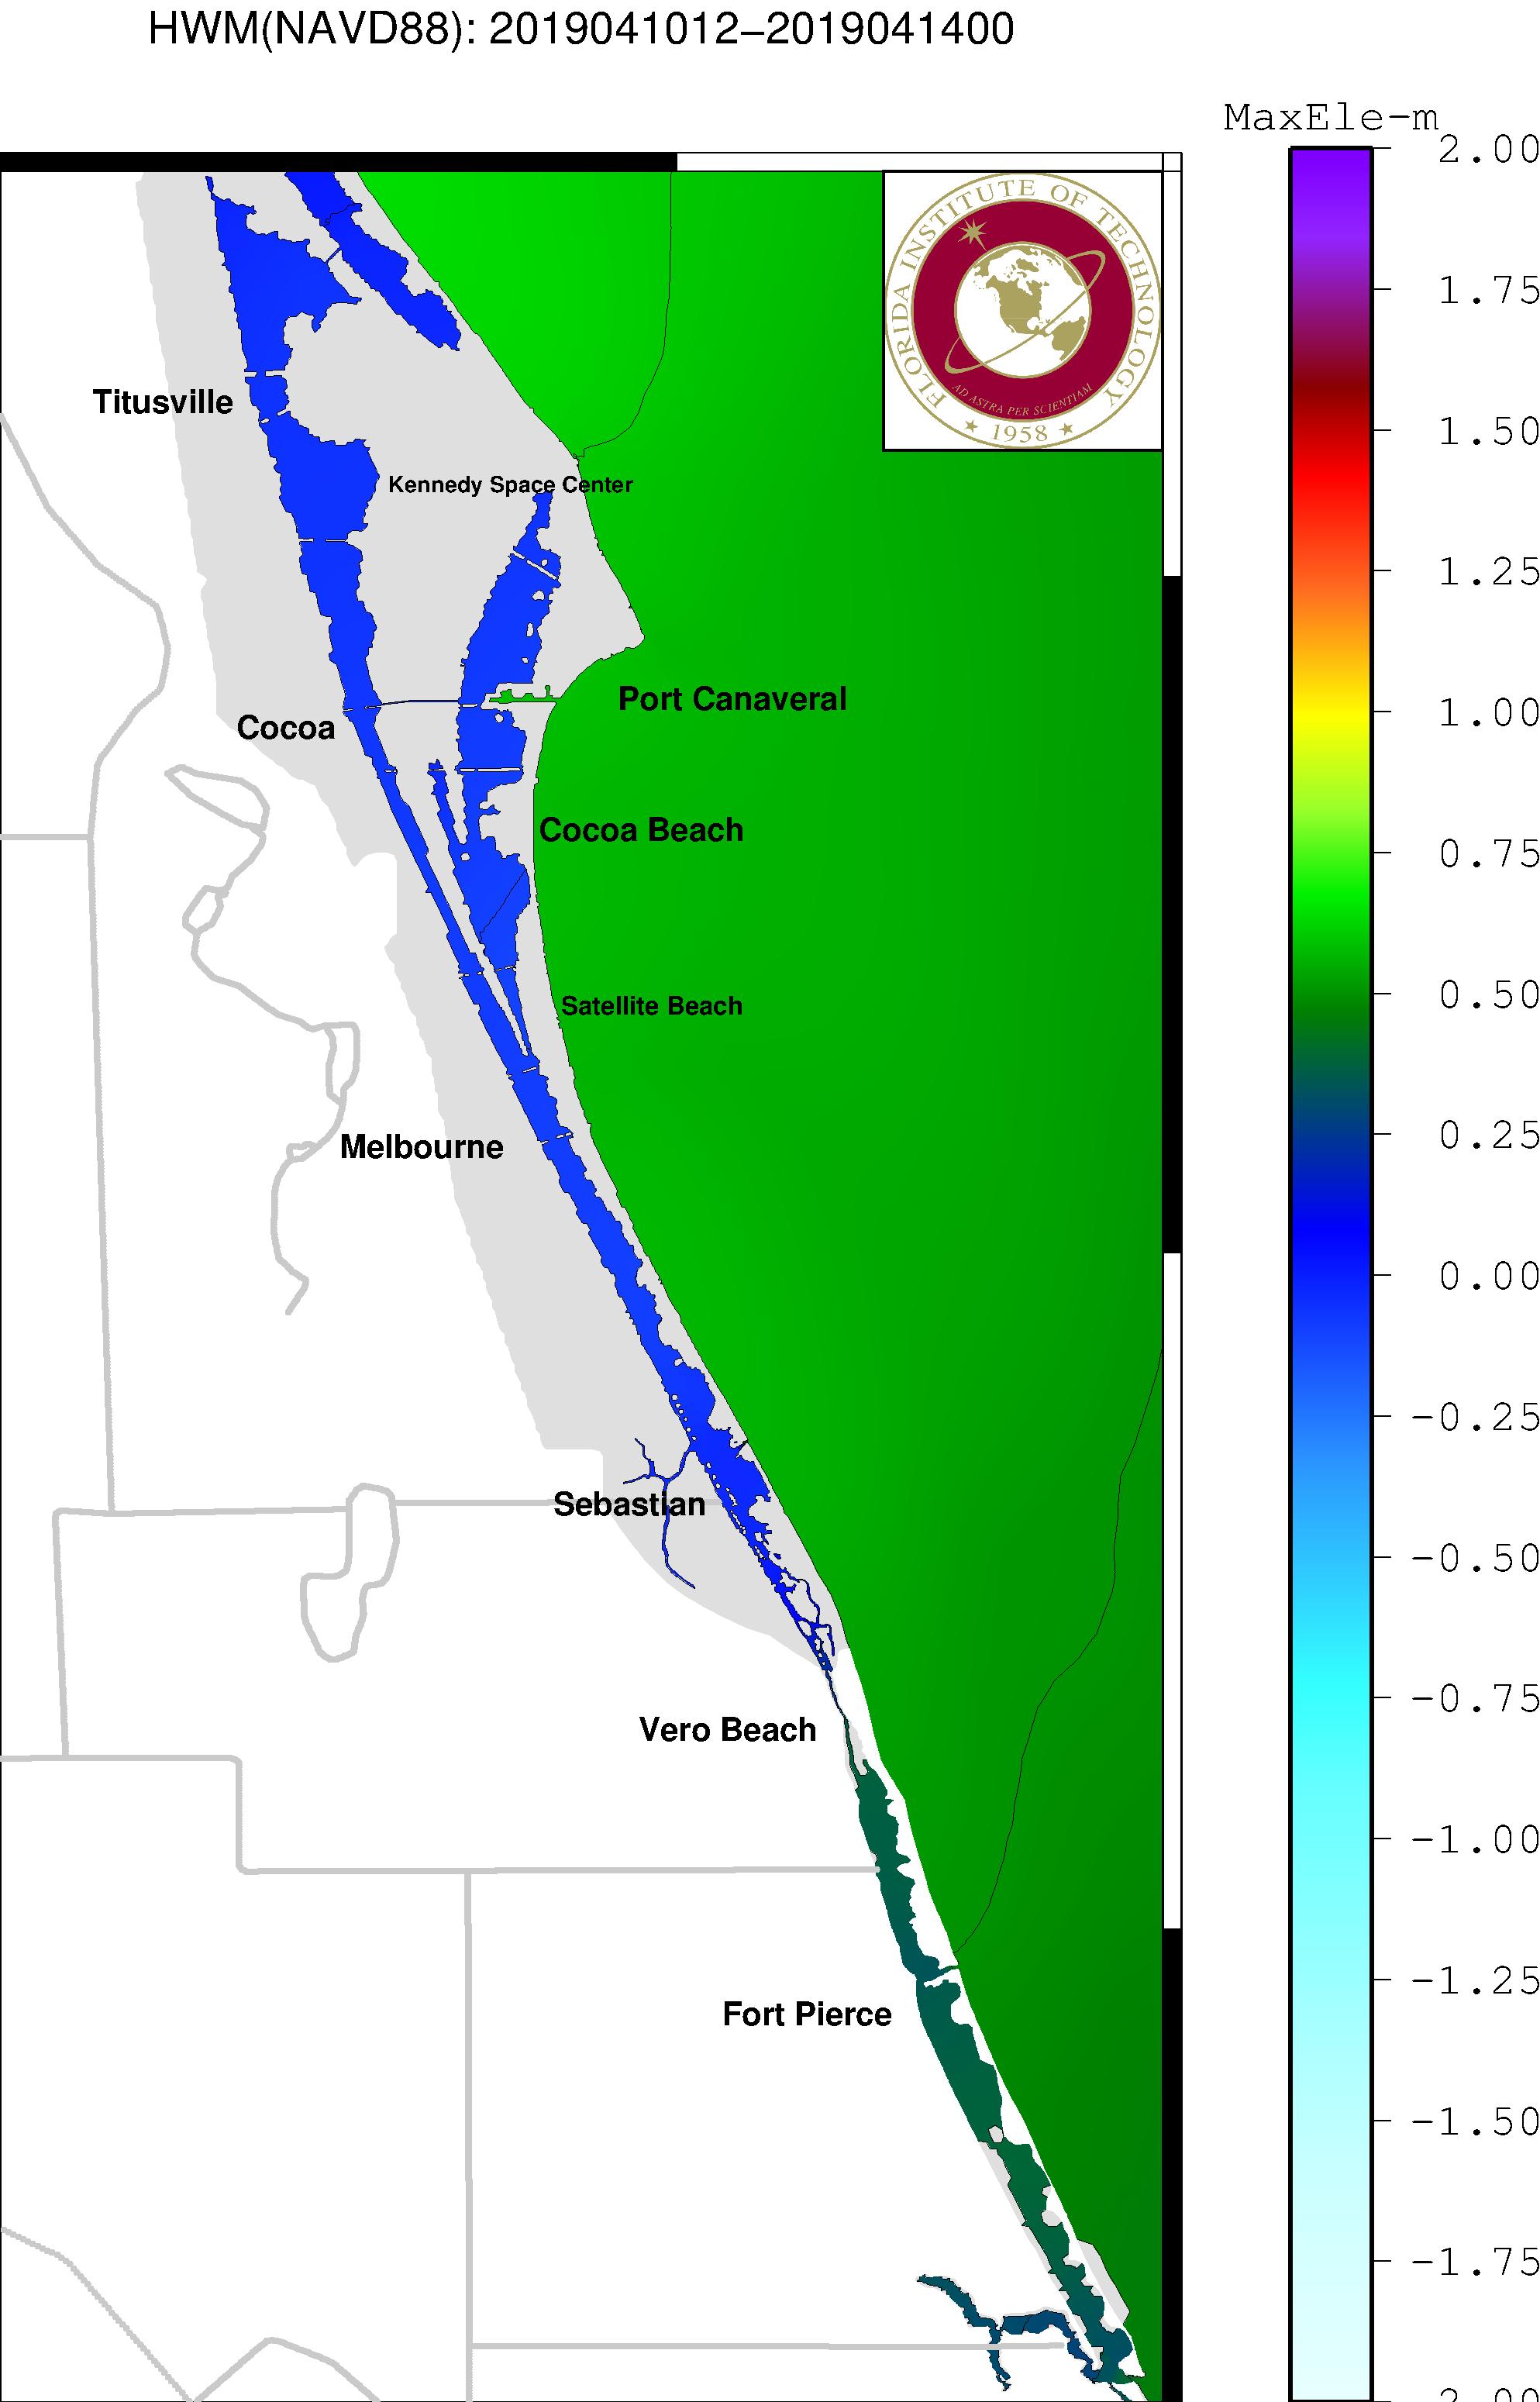 HWM(NAVD88): 2019041012–2019041400
MaxEle-m
2.00
1.75
1.50
1.25
1.00
0.75
0.50
0.25
0.00
-0.25
-0.50
-0.75
-1.00
-1.25
-1.50
-1.75
-2.00
FLORIDA INSTITUTE OF TECHNOLOGY
AD ASTRA PER SCIENTIAM
1958
Titusville
Kennedy Space Center
Port Canaveral
Cocoa
Cocoa Beach
Satellite Beach
Melbourne
Sebastian
Vero Beach
Fort Pierce